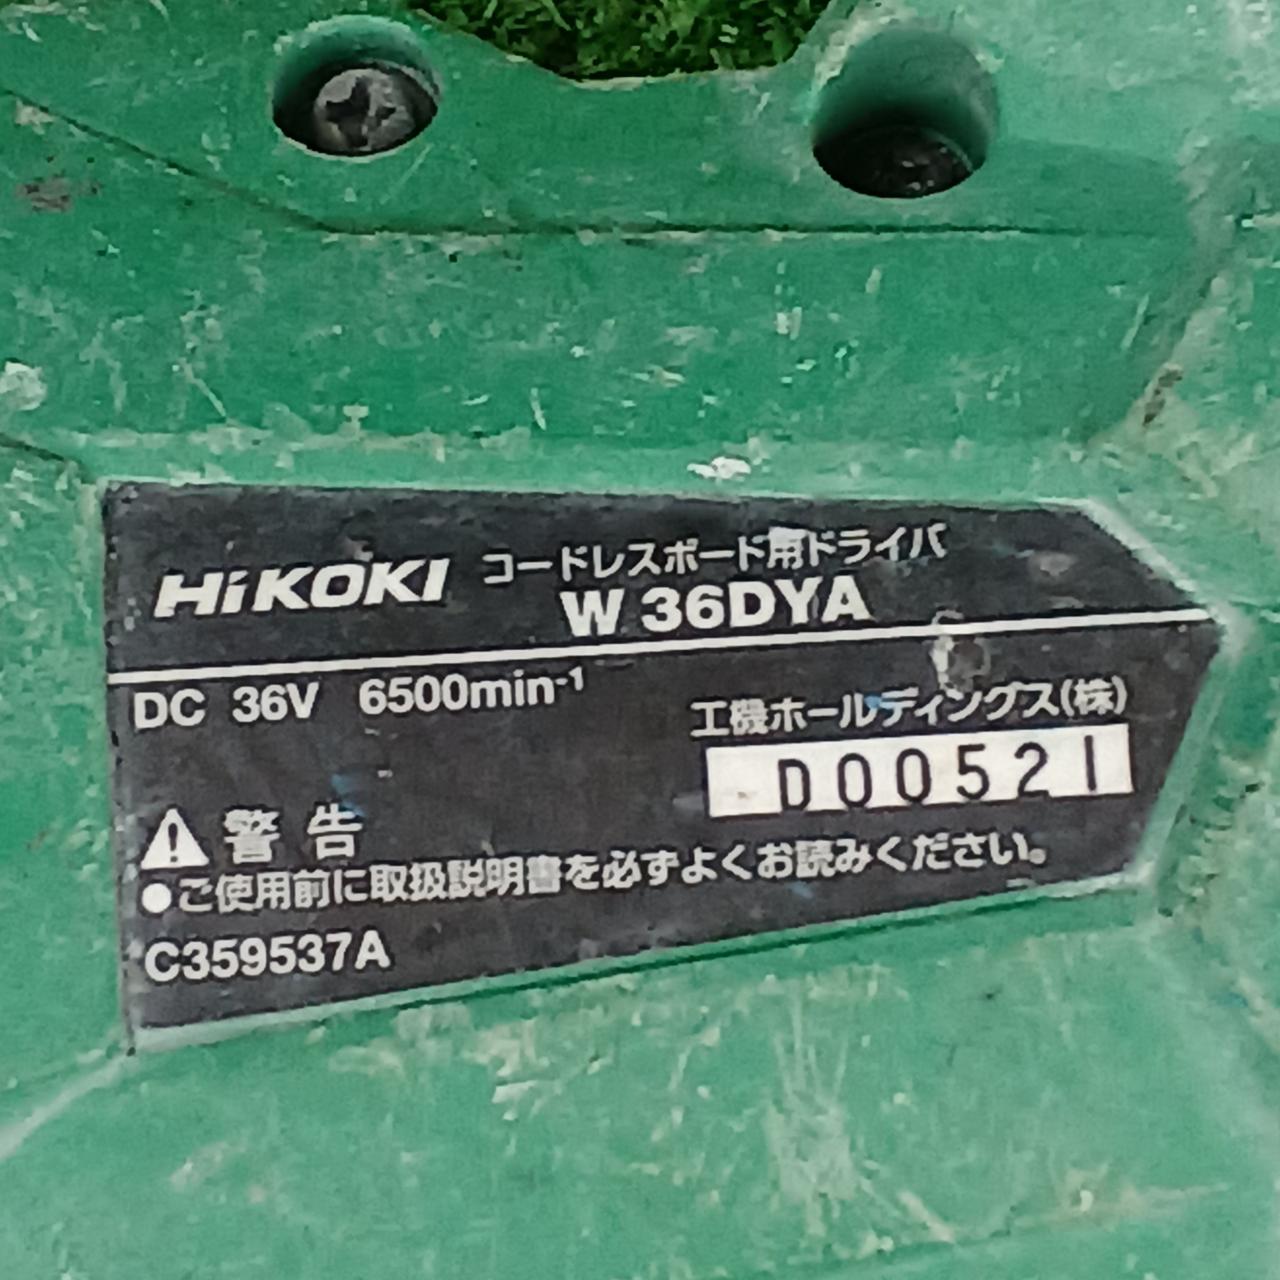 HiKOKI コードレスボード用ドライバ
W 36DYA
DC 36V 6500min-1
工機ホールディングス(株)
D00521
警告
●ご使用前に取扱説明書を必ずよくお読みください。
C359537A